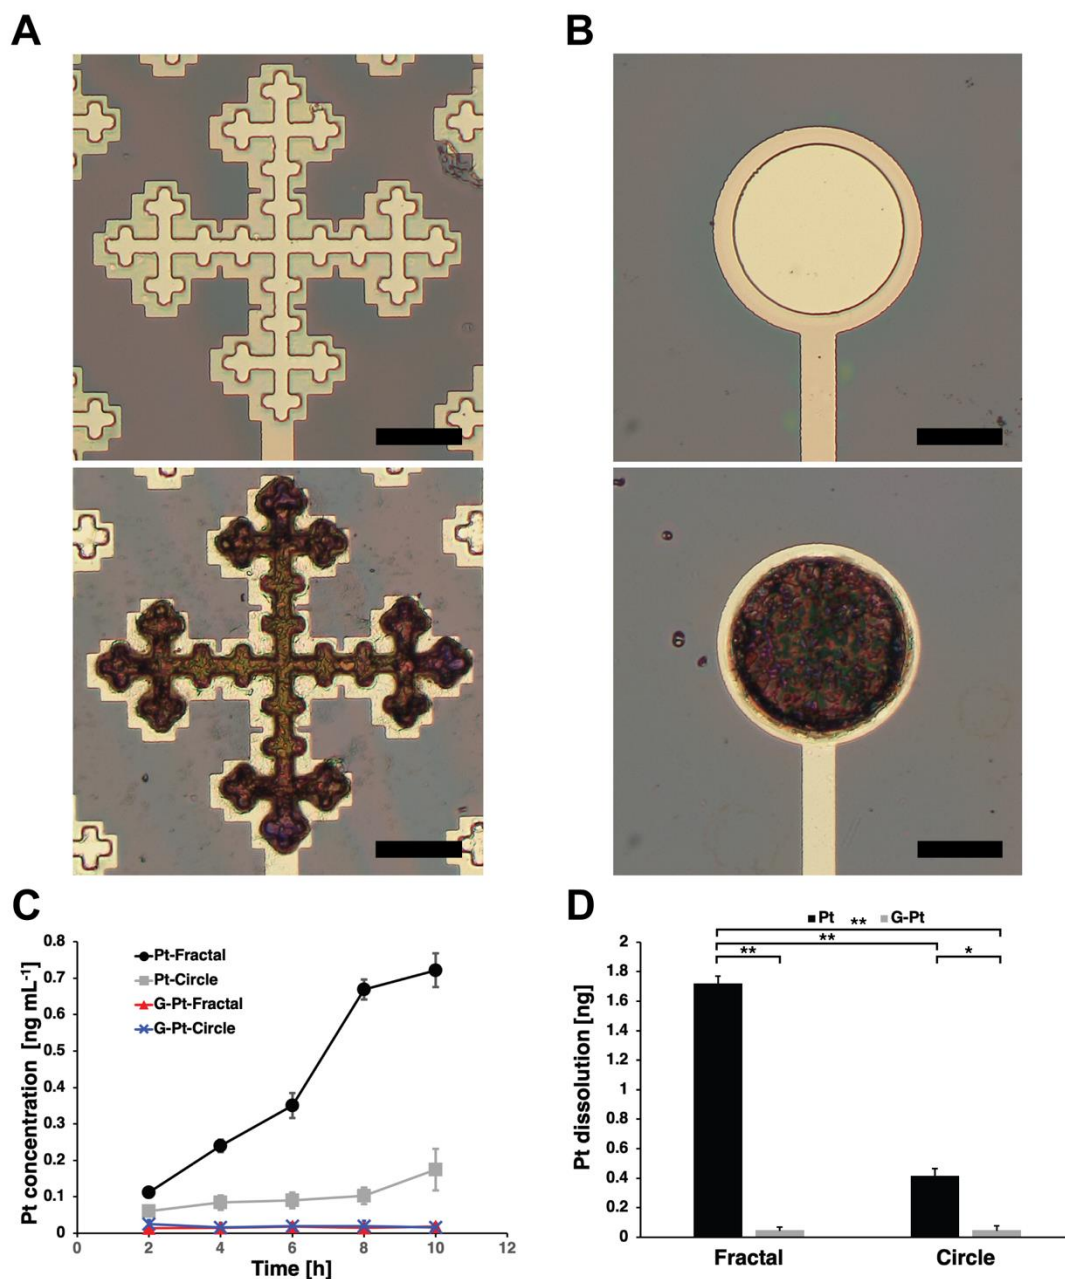 A
B
C
Pt concentration [ng mL⁻¹]
0.8
0.7
0.6
0.5
0.4
0.3
0.2
0.1
0
Pt-Fractal
Pt-Circle
G-Pt-Fractal
G-Pt-Circle
0 2 4 6 8 10 12
Time [h]
D
Pt dissolution [ng]
Pt G-Pt
**
**
** *
2
1.8
1.6
1.4
1.2
1
0.8
0.6
0.4
0.2
0
Fractal Circle